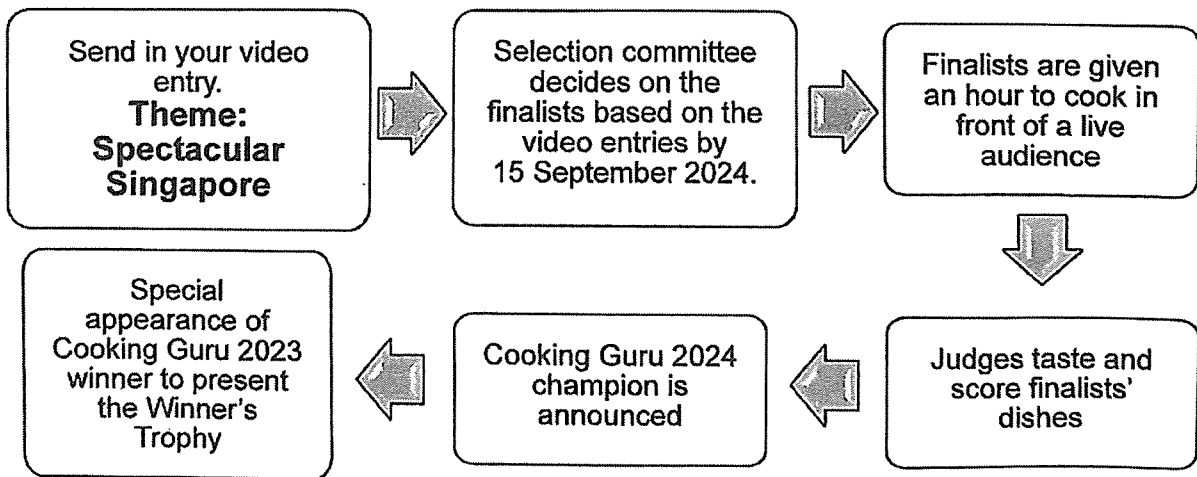 Send in your video
entry.
Theme:
Spectacular
Singapore
Selection committee
decides on the
finalists based on the
video entries by
15 September 2024.
Finalists are given
an hour to cook in
front of a live
audience
Judges taste and
score finalists'
dishes
Cooking Guru 2024
champion is
announced
Special
appearance of
Cooking Guru 2023
winner to present
the Winner's
Trophy